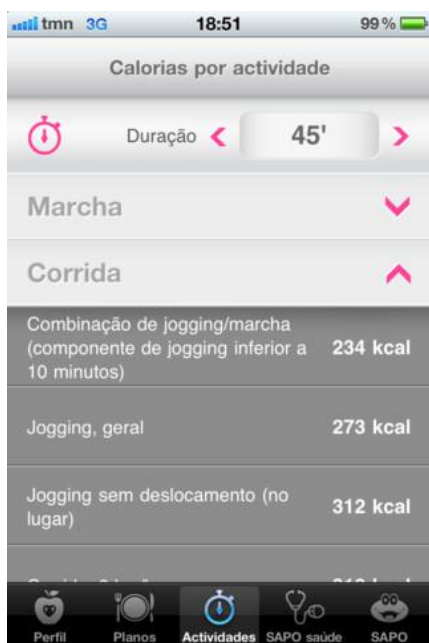 tmn 3G 18:51 99 %
Calorias por actividade
Duração 45'
Marcha
Corrida
Combinação de jogging/marcha
(componente de jogging inferior a
10 minutos)
234 kcal
Jogging, geral 273 kcal
Jogging sem deslocamento (no
lugar)
312 kcal
Perfil Planos Actividades SAPO saúde SAPO